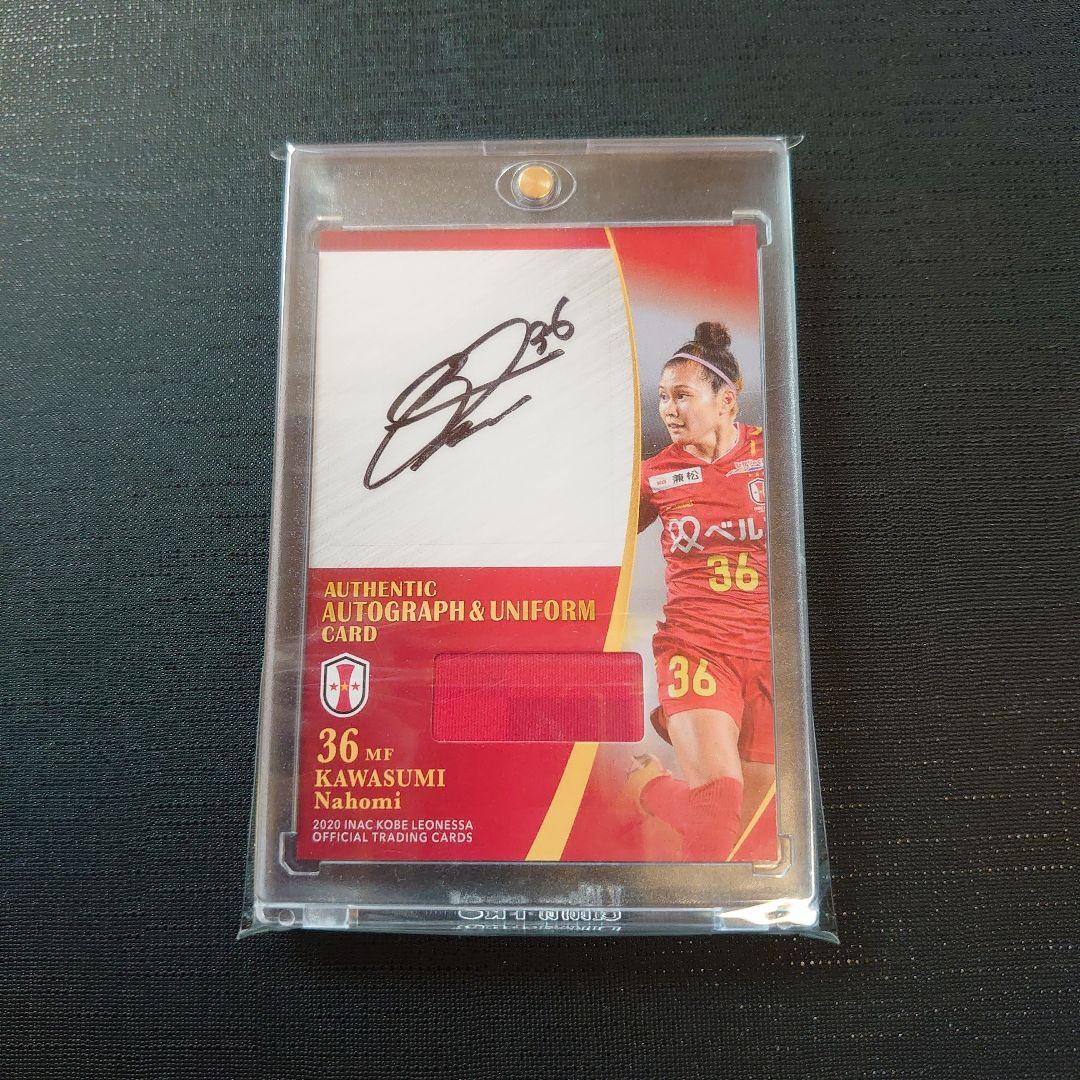 36
兼松
ベル
36
36
AUTHENTIC
AUTOGRAPH & UNIFORM
CARD
36 MF
KAWASUMI
Nahomi
2020 INAC KOBE LEONESSA
OFFICIAL TRADING CARDS